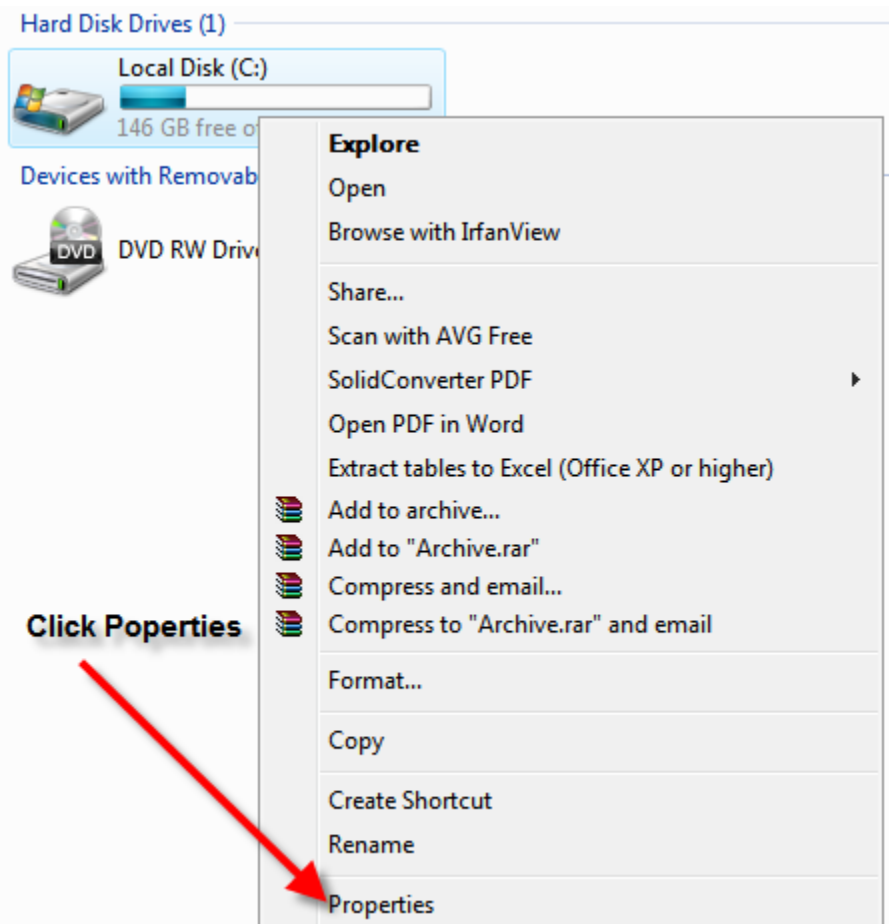 Hard Disk Drives (1)
Local Disk (C:)
146 GB free o
Devices with Removab
DVD
DVD RW Driv
Explore
Open
Browse with IrfanView
Share...
Scan with AVG Free
SolidConverter PDF
Open PDF in Word
Extract tables to Excel (Office XP or higher)
Add to archive...
Add to "Archive.rar"
Compress and email...
Compress to "Archive.rar" and email
Click Poperties
Format...
Copy
Create Shortcut
Rename
Properties